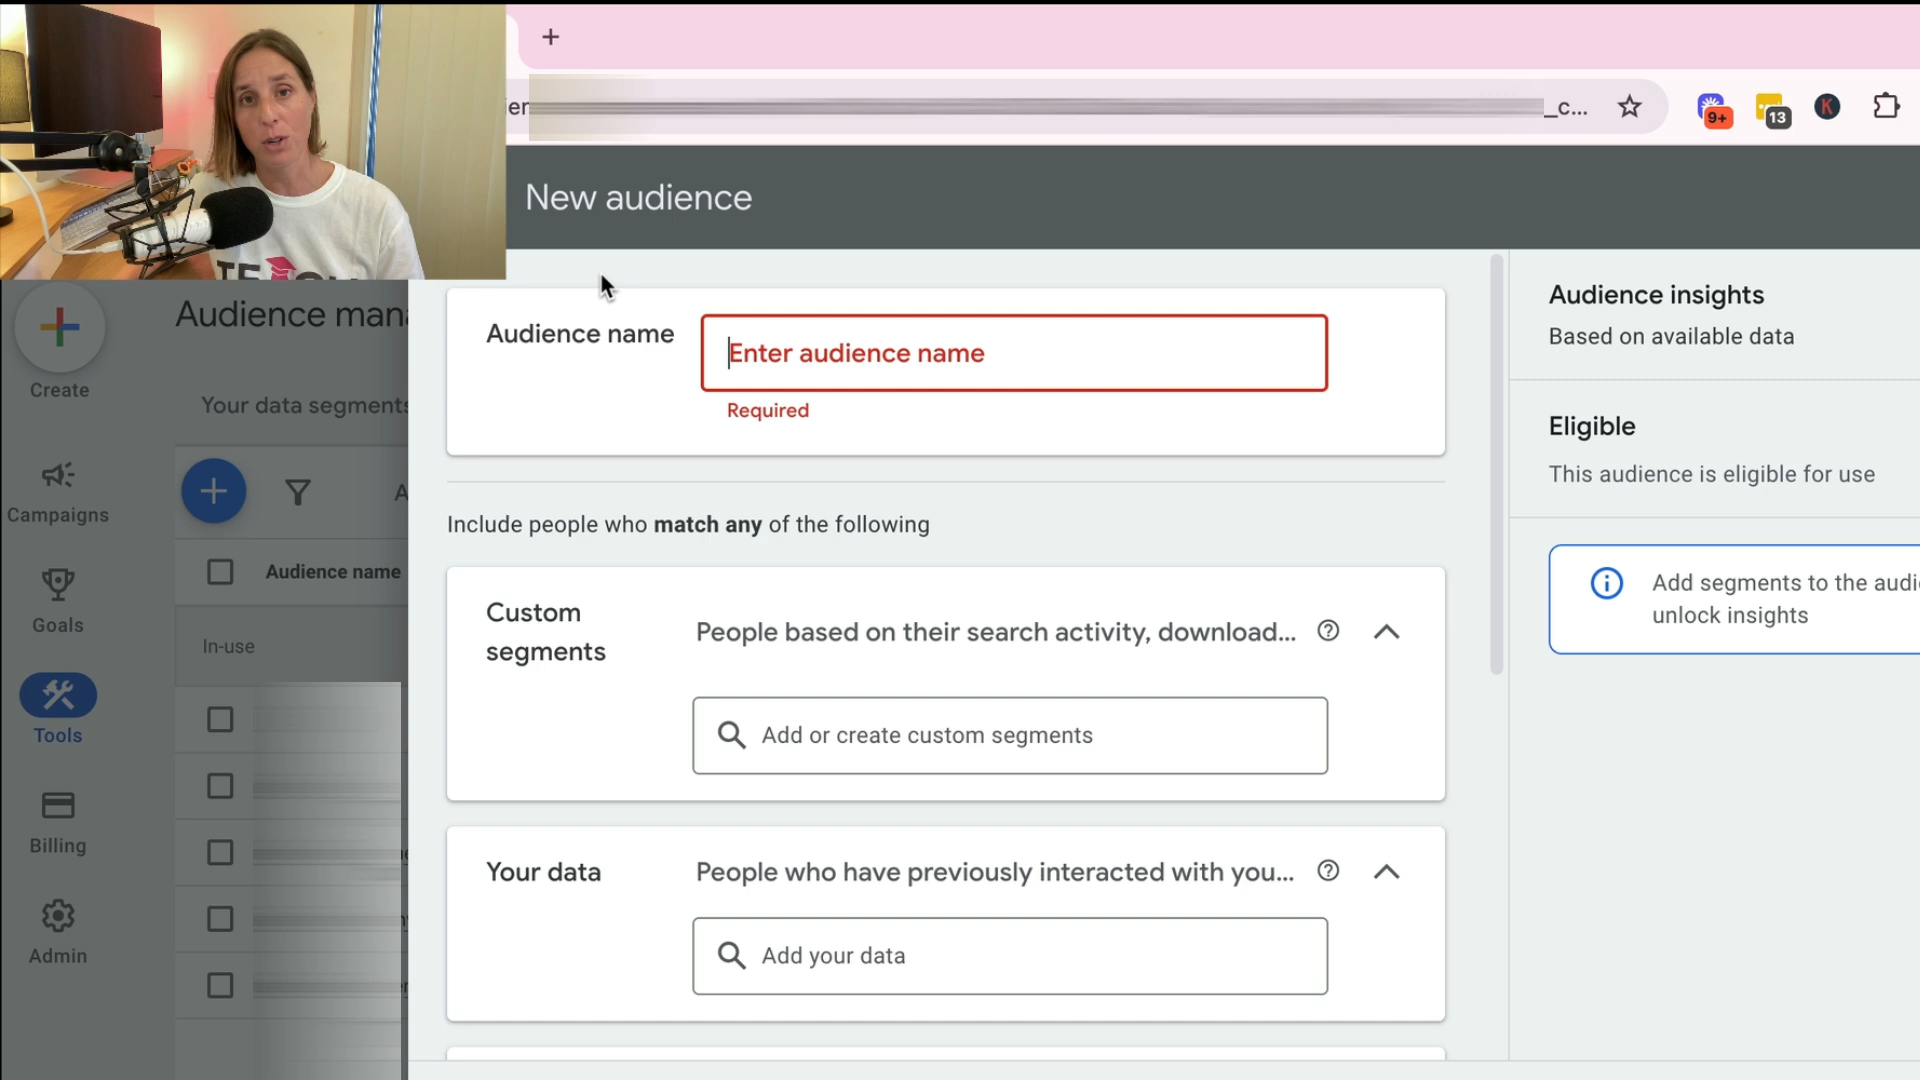 _c...
9+
13
K
New audience
Audience name
Enter audience name
Required
Include people who match any of the following
Custom
segments
People based on their search activity, download...
Add or create custom segments
Your data
People who have previously interacted with you...
Add your data
Audience insights
Based on available data
Eligible
This audience is eligible for use
Add segments to the audi
unlock insights
Create
Campaigns
Goals
Tools
Billing
Admin
Audience mana
Your data segments
A
Audience name
In-use